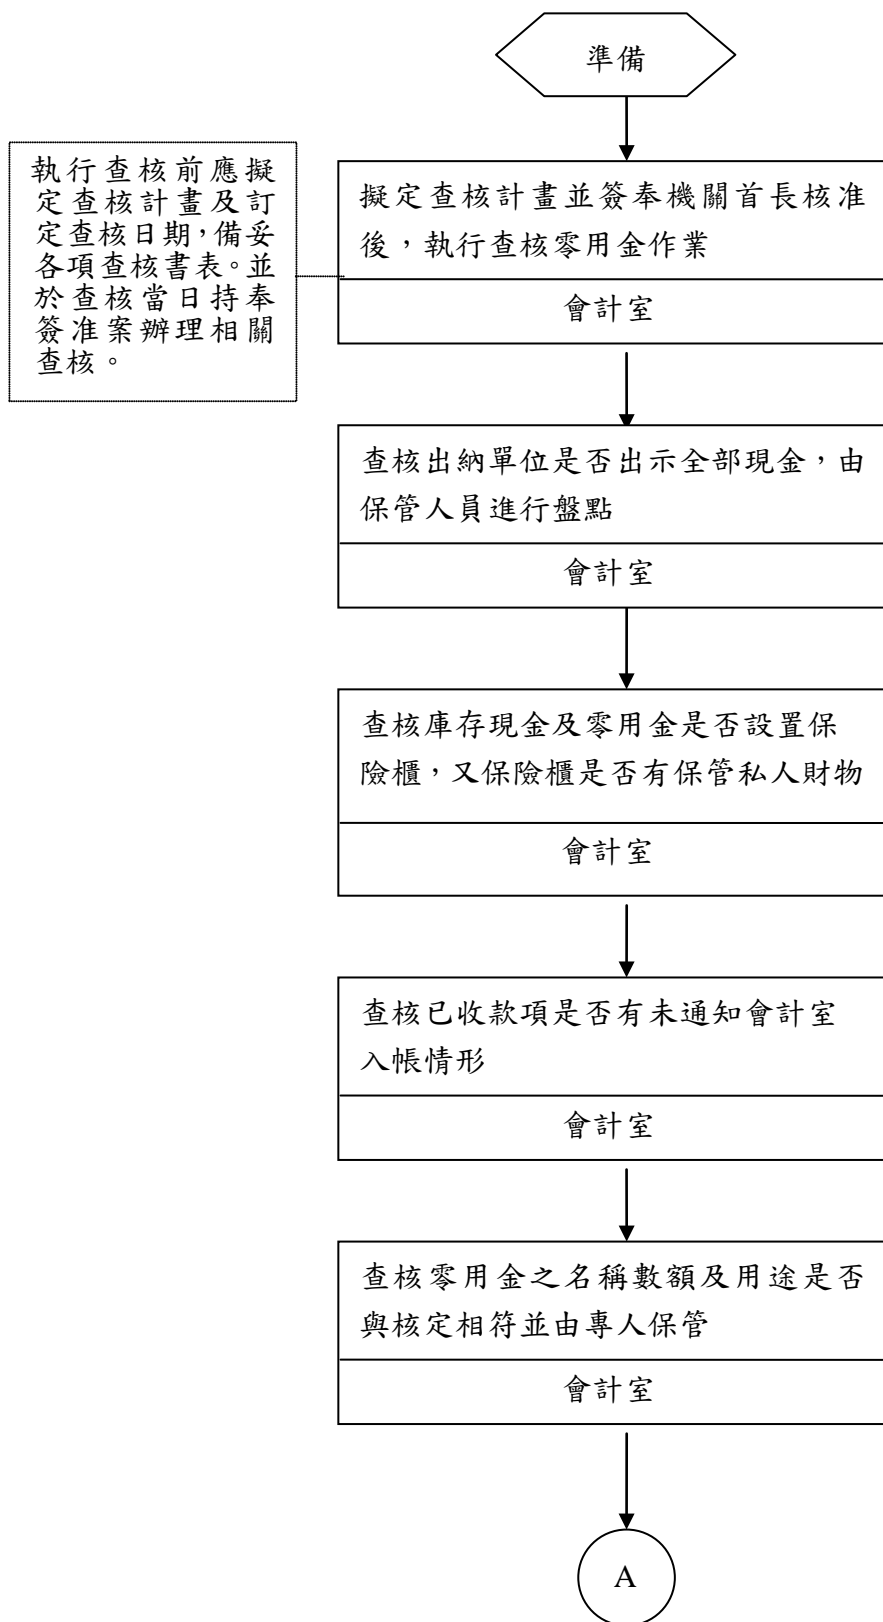 準備
執行查核前應擬
定查核計畫及訂
定查核日期,備妥
各項查核書表。並
於查核當日持奉
簽准案辦理相關
查核。
擬定查核計畫並簽奉機關首長核准
後，執行查核零用金作業
會計室
查核出納單位是否出示全部現金，由
保管人員進行盤點
會計室
查核庫存現金及零用金是否設置保
險櫃，又保險櫃是否有保管私人財物
會計室
查核已收款項是否有未通知會計室
入帳情形
會計室
查核零用金之名稱數額及用途是否
與核定相符並由專人保管
會計室
A